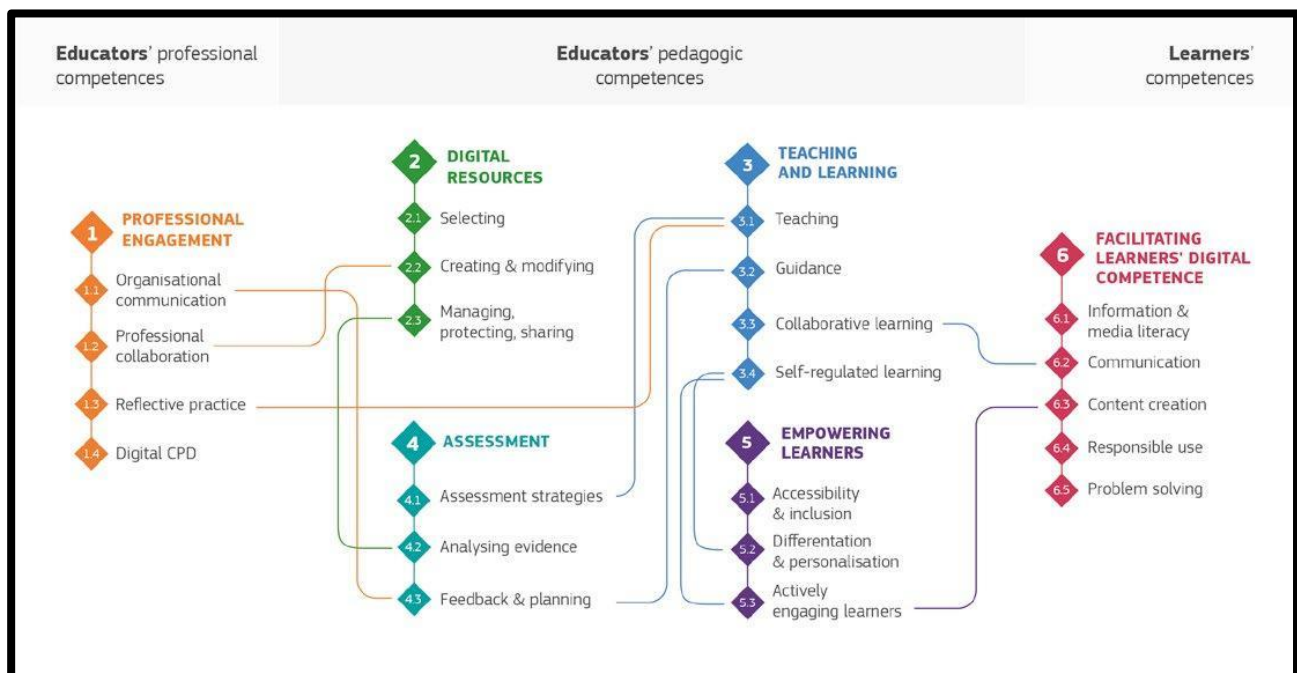 Educators' professional
competences
Educators' pedagogic
competences
Learners'
competences
1
PROFESSIONAL
ENGAGEMENT
1.1
Organisational
communication
1.2
Professional
collaboration
1.3
Reflective practice
1.4
Digital CPD
2
DIGITAL
RESOURCES
2.1
Selecting
2.2
Creating & modifying
2.3
Managing,
protecting, sharing
4
ASSESSMENT
4.1
Assessment strategies
4.2
Analysing evidence
4.3
Feedback & planning
3
TEACHING
AND LEARNING
3.1
Teaching
3.2
Guidance
3.3
Collaborative learning
3.4
Self-regulated learning
5
EMPOWERING
LEARNERS
5.1
Accessibility
& inclusion
5.2
Differentation
& personalisation
5.3
Actively
engaging learners
6
FACILITATING
LEARNERS' DIGITAL
COMPETENCE
6.1
Information &
media literacy
6.2
Communication
6.3
Content creation
6.4
Responsible use
6.5
Problem solving